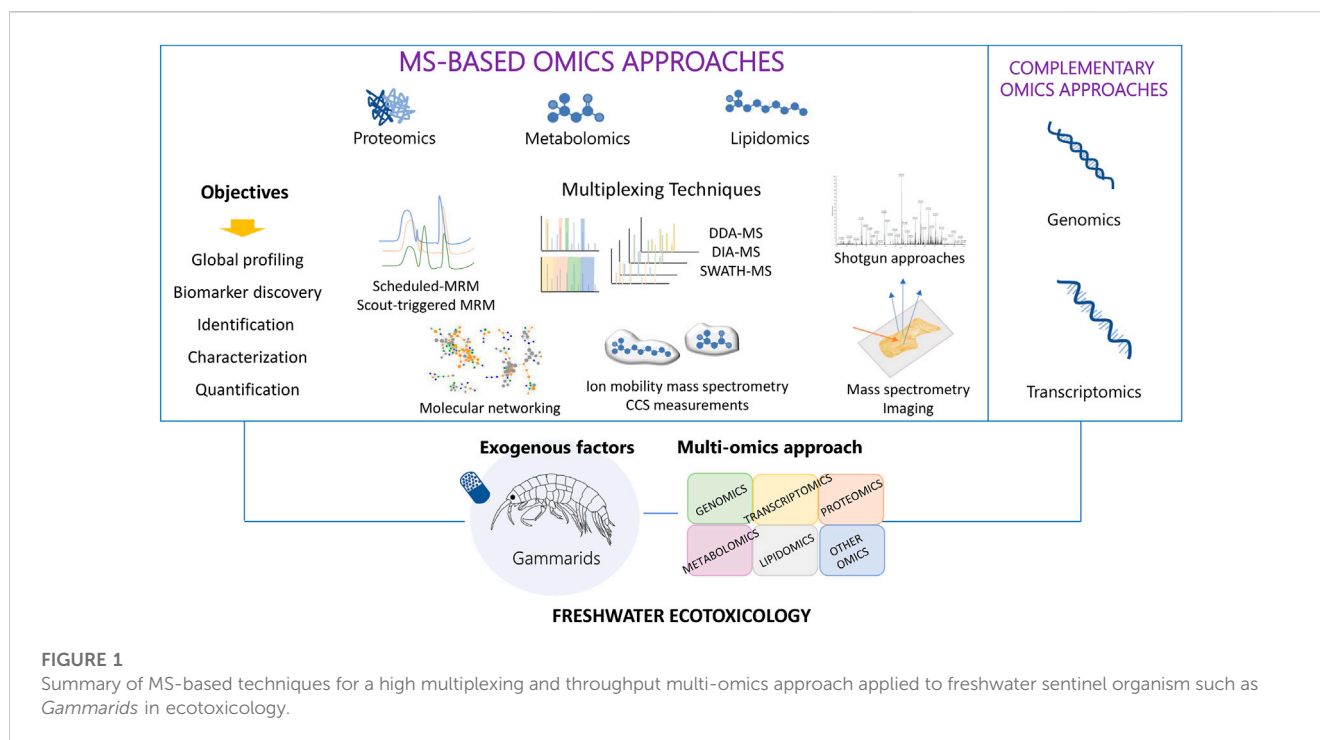 MS-BASED OMICS APPROACHES
Proteomics
Metabolomics
Lipidomics
Objectives
Global profiling
Biomarker discovery
Identification
Characterization
Quantification
Multiplexing Techniques
Scheduled-MRM
Scout-triggered MRM
DDA-MS
DIA-MS
SWATH-MS
Shotgun approaches
Molecular networking
Ion mobility mass spectrometry
CCS measurements
Mass spectrometry
Imaging
COMPLEMENTARY
OMICS APPROACHES
Genomics
Transcriptomics
Exogenous factors
Gammarids
Multi-omics approach
GENOMICS
TRANSCRIPTOMICS
PROTEOMICS
METABOLOMICS
LIPIDOMICS
OTHER
OMICS
FRESHWATER ECOTOXICOLOGY
FIGURE 1
Summary of MS-based techniques for a high multiplexing and throughput multi-omics approach applied to freshwater sentinel organism such as
Gammarids in ecotoxicology.